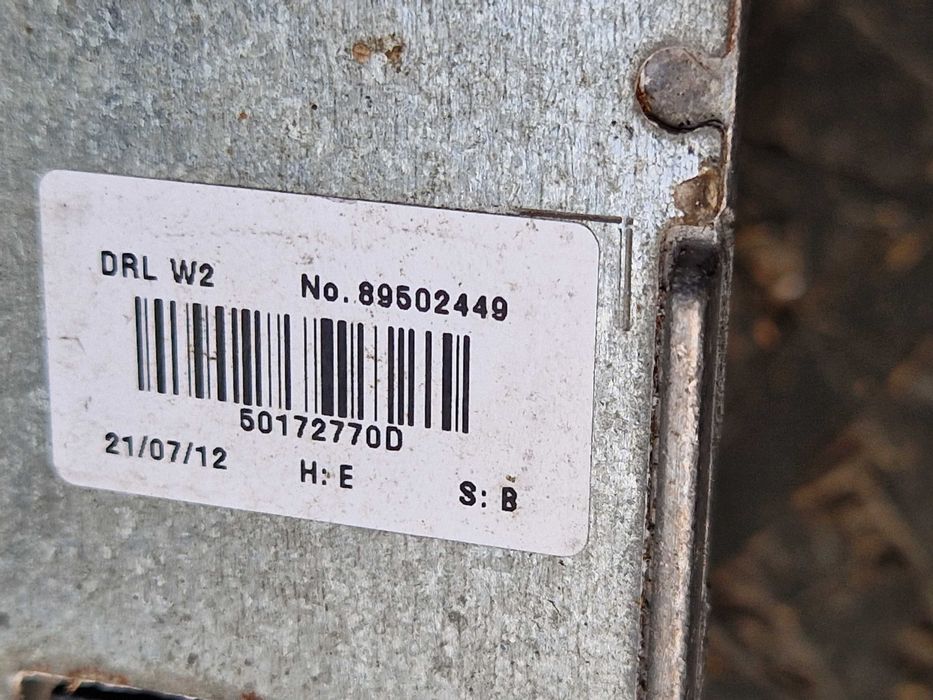 DRL W2 No. 89502449
50172770D
21/07/12 H: E S: B